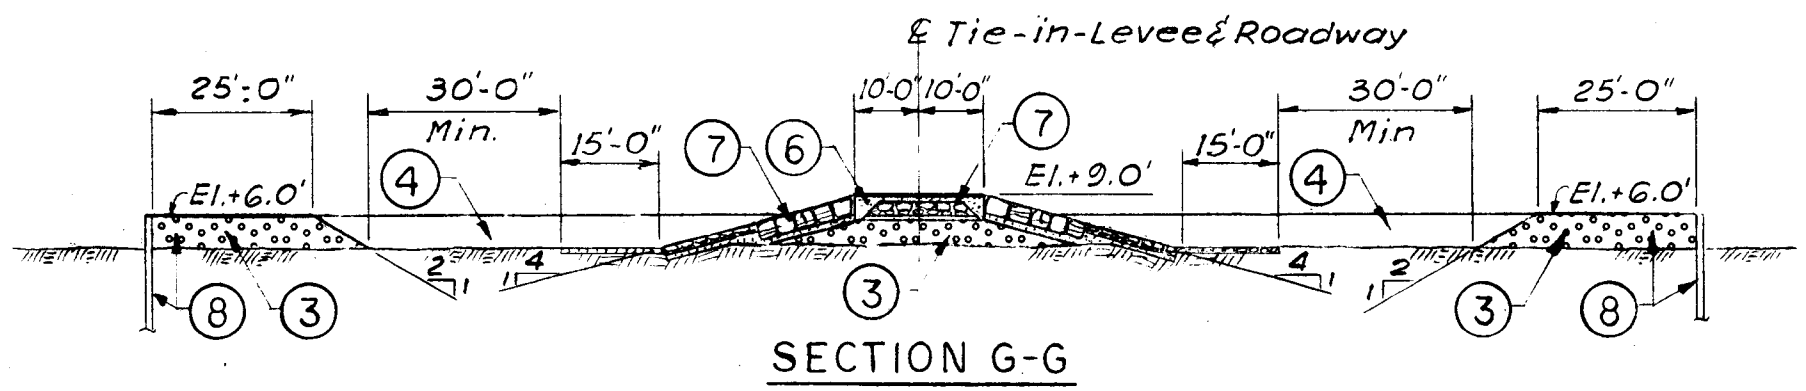 ℄ Tie-in-Levee & Roadway
25'-0" 30'-0" 10'-0" 10'-0" 30'-0" 25'-0"
Min. 7 Min
15'-0" 7 6 15'-0"
El.+9.0'
4 4
El.+6.0' El.+6.0'
2 1 4 1 4 1 2 1
8 3 3 3 8
SECTION G-G